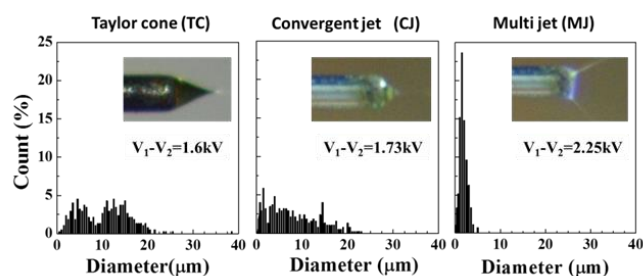 Taylor cone (TC)
Convergent jet (CJ)
Multi jet (MJ)
Count (%)
25
20
15
10
5
0
V₁-V₂=1.6kV
V₁-V₂=1.73kV
V₁-V₂=2.25kV
0 10 20 30 40
0 10 20 30 40
0 10 20 30 40
Diameter(μm)
Diameter (μm)
Diameter (μm)